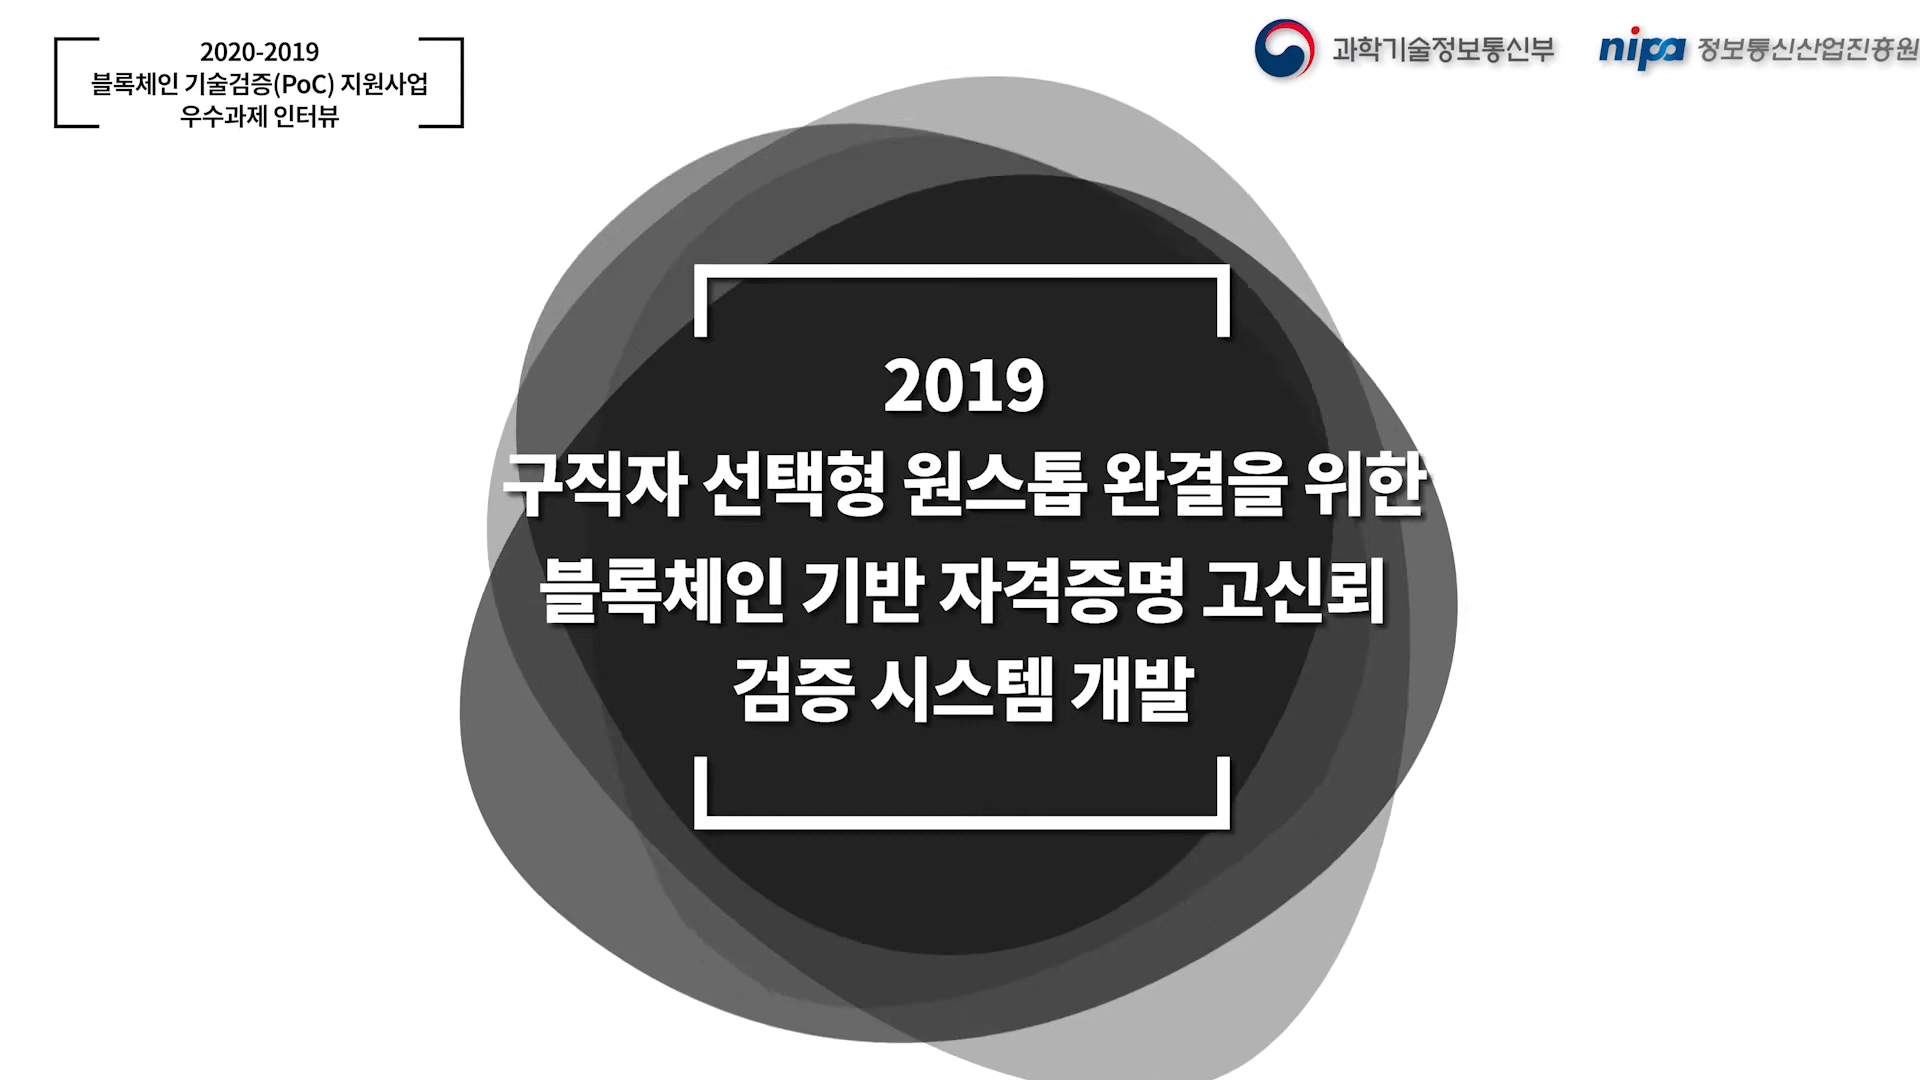 2020-2019
블록체인 기술검증(PoC) 지원사업
우수과제 인터뷰
과학기술정보통신부
nipa 정보통신산업진흥원
2019
구직자 선택형 원스톱 완결을 위한
블록체인 기반 자격증명 고신뢰
검증 시스템 개발